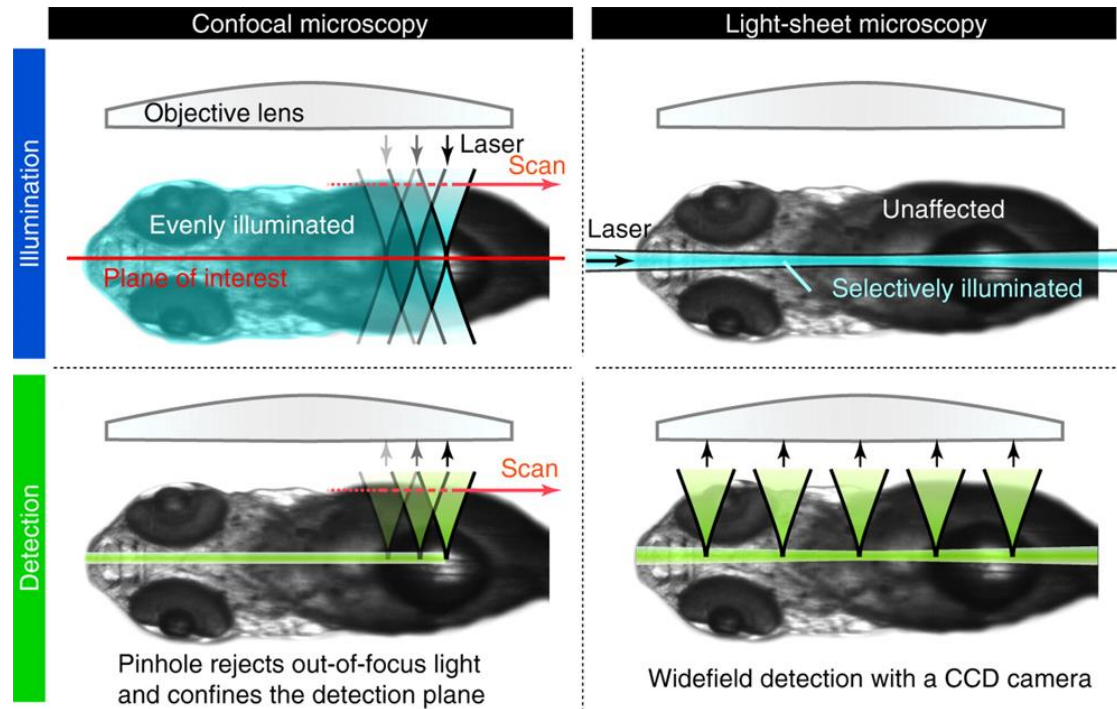 Confocal microscopy
Light-sheet microscopy
Illumination
Objective lens
Laser
Scan
Evenly illuminated
Plane of interest
Laser
Unaffected
Selectively illuminated
Detection
Scan
Pinhole rejects out-of-focus light
and confines the detection plane
Widefield detection with a CCD camera